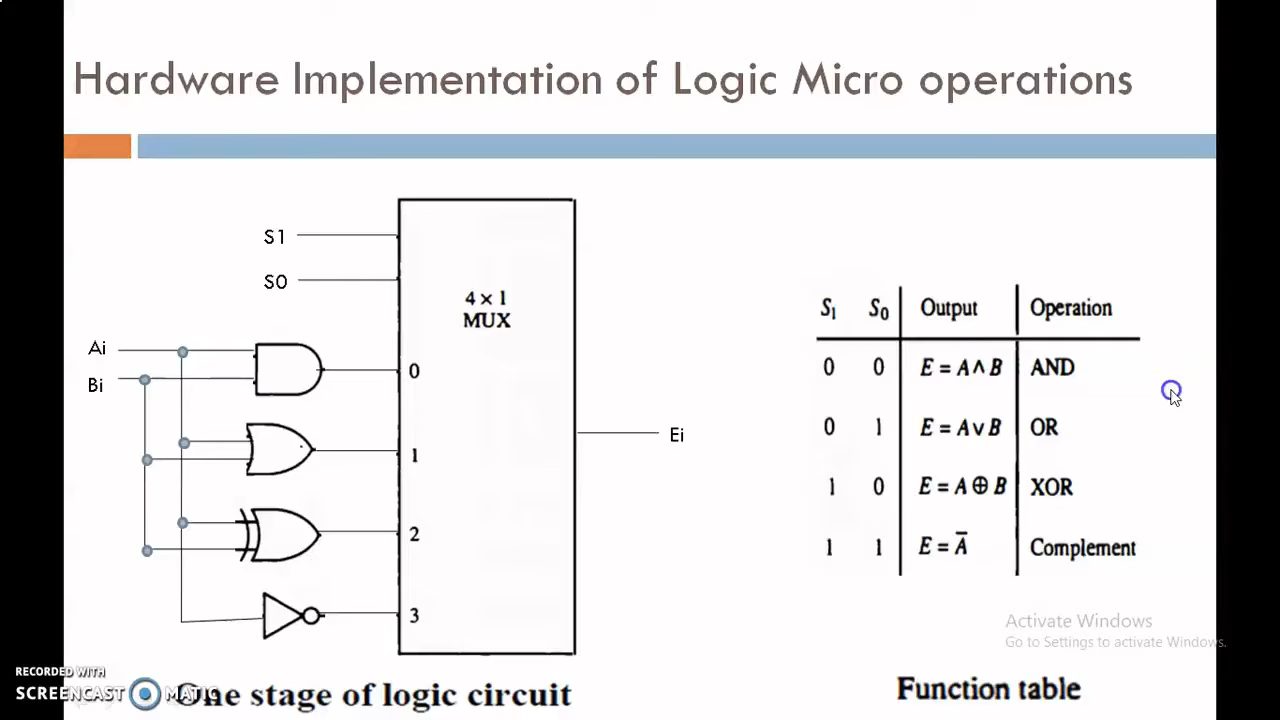 Hardware Implementation of Logic Micro operations
S1
S0
4 × 1
MUX
Ai
Bi
0
1
2
3
Ei
S₁ S₀ Output Operation
0 0 E = A ∧ B AND
0 1 E = A ∨ B OR
1 0 E = A ⊕ B XOR
1 1 E = A̅ Complement
Activate Windows
Go to Settings to activate Windows.
RECORDED WITH
SCREENCAST MATIC
One stage of logic circuit
Function table